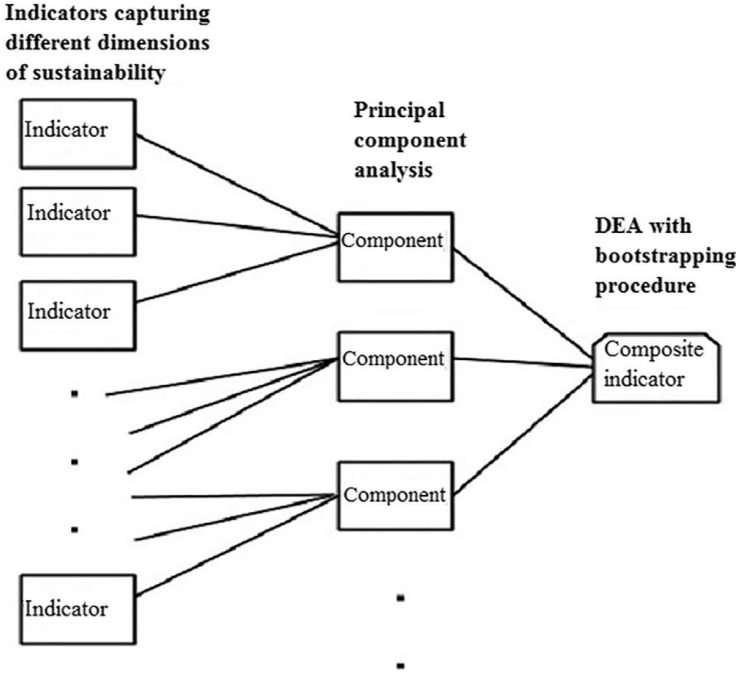 Indicators capturing
different dimensions
of sustainability
Indicator
Indicator
Indicator
Indicator
Principal
component
analysis
Component
Component
Component
DEA with
bootstrapping
procedure
Composite
indicator